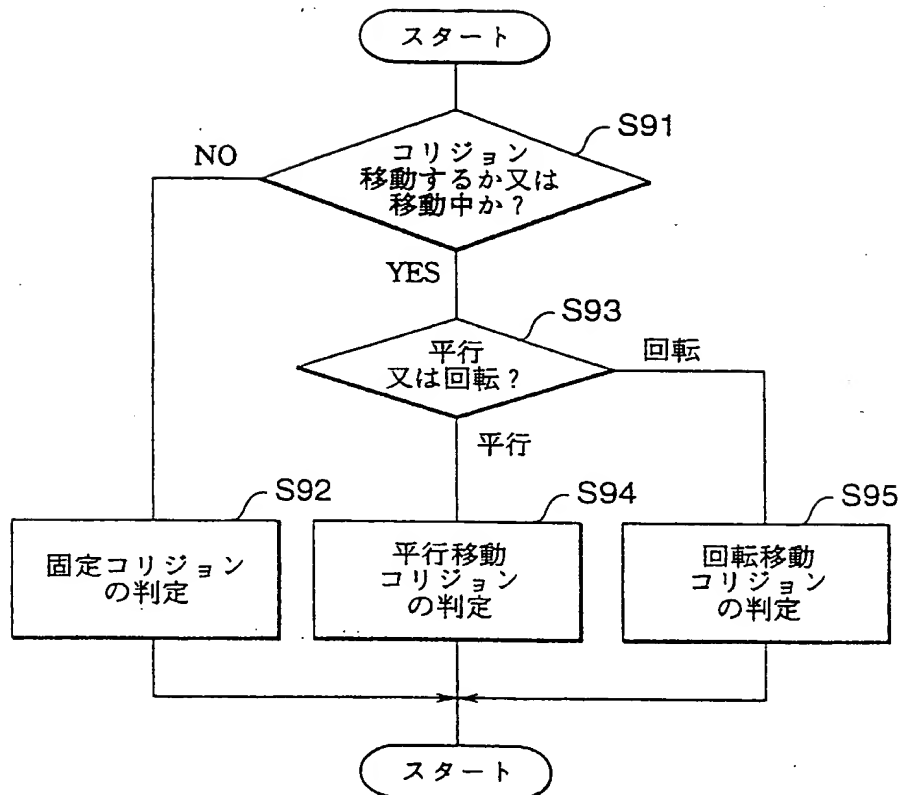 スタート
S91
コリジョン
移動するか又は
移動中か?
NO
YES
S93
平行
又は回転?
回転
平行
S92
固定コリジョン
の判定
S94
平行移動
コリジョン
の判定
S95
回転移動
コリジョン
の判定
スタート